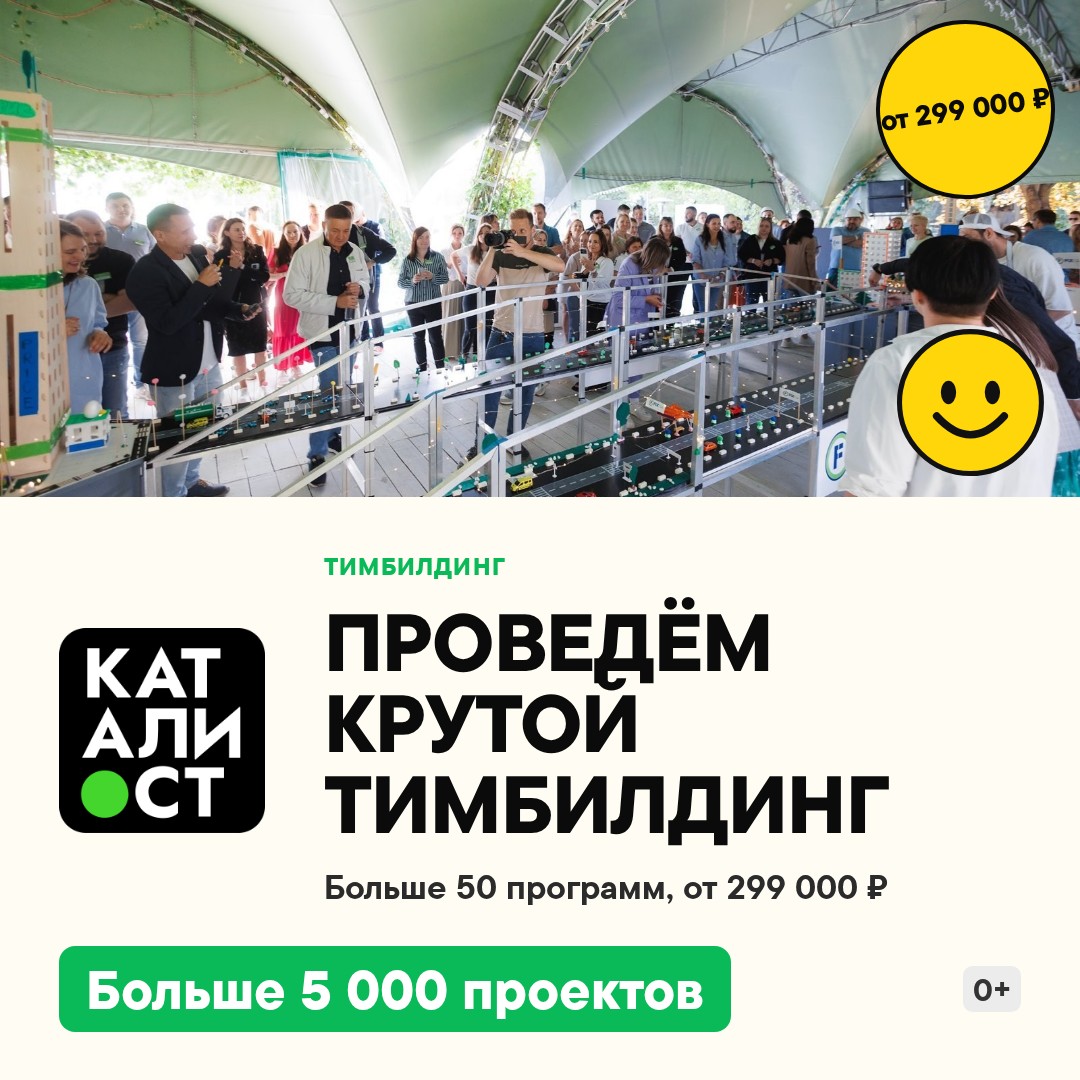 от 299 000 ₽
ТИМБИЛДИНГ
ПРОВЕДЁМ
КРУТОЙ
ТИМБИЛДИНГ
КАТ
АЛИ
СТ
Больше 50 программ, от 299 000 ₽
Больше 5 000 проектов
0+